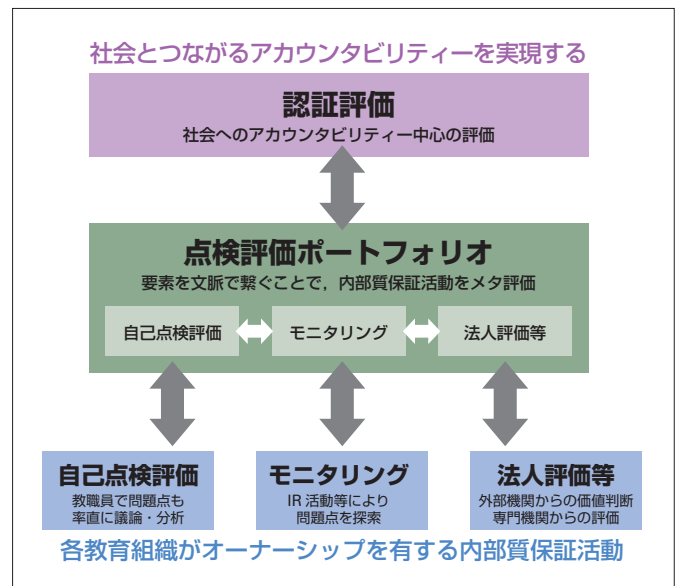 社会とつながるアカウンタビリティーを実現する
認証評価
社会へのアカウンタビリティー中心の評価
点検評価ポートフォリオ
要素を文脈で繋ぐことで，内部質保証活動をメタ評価
自己点検評価
モニタリング
法人評価等
自己点検評価
教職員で問題点も
率直に議論・分析
モニタリング
IR 活動等により
問題点を探索
法人評価等
外部機関からの価値判断
専門機関からの評価
各教育組織がオーナーシップを有する内部質保証活動